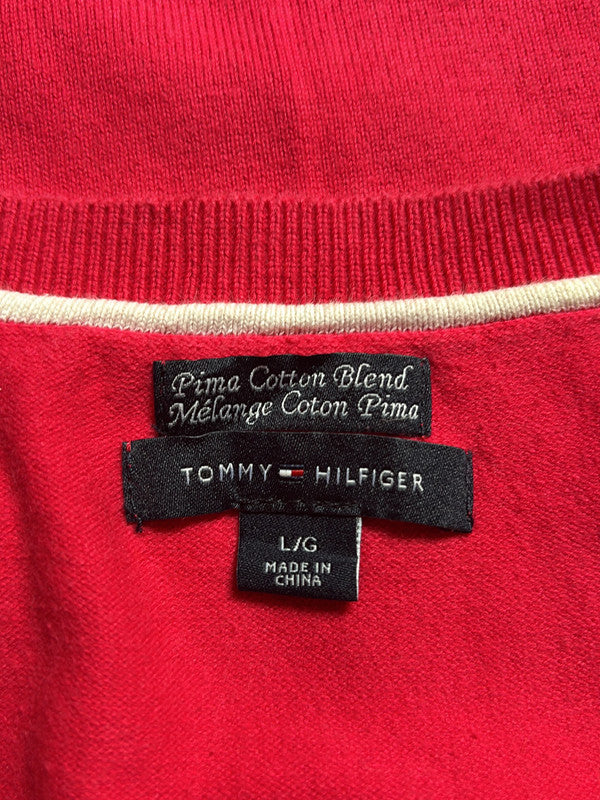 Pima Cotton Blend
Mélange Coton Pima
TOMMY HILFIGER
L/G
MADE IN
CHINA